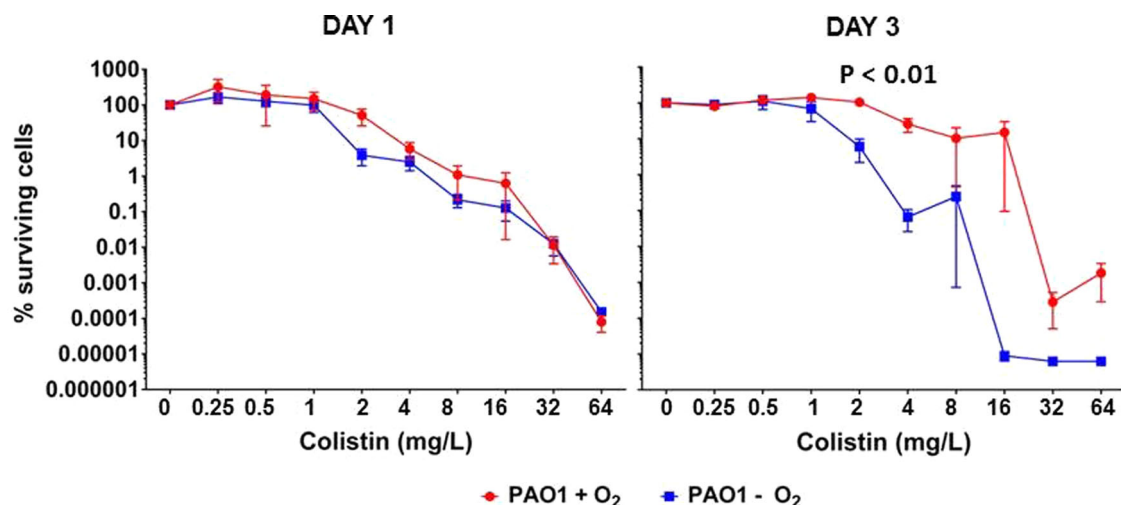 DAY 1
DAY 3
P < 0.01
% surviving cells
1000
100
10
1
0.1
0.01
0.001
0.0001
0.00001
0.000001
0 0.25 0.5 1 2 4 8 16 32 64
0 0.25 0.5 1 2 4 8 16 32 64
Colistin (mg/L)
Colistin (mg/L)
PAO1 + O₂
PAO1 - O₂